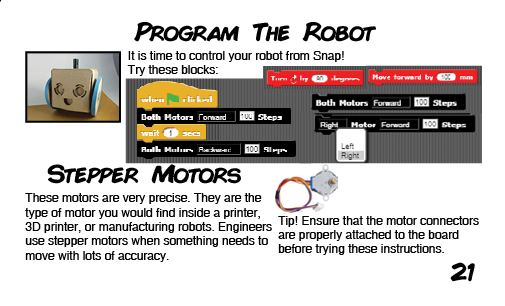 Program The Robot
It is time to control your robot from Snap!
Try these blocks:
Turn by 90 degrees
Move forward by 100 mm
when clicked
Both Motors Forward 100 Steps
wait 1 secs
Both Motors Backward 100 Steps
Both Motors Forward 100 Steps
Right Motor Forward 100 Steps
Left
Right
Stepper Motors
These motors are very precise. They are the
type of motor you would find inside a printer,
3D printer, or manufacturing robots. Engineers
use stepper motors when something needs to
move with lots of accuracy.
Tip! Ensure that the motor connectors
are properly attached to the board
before trying these instructions.
21